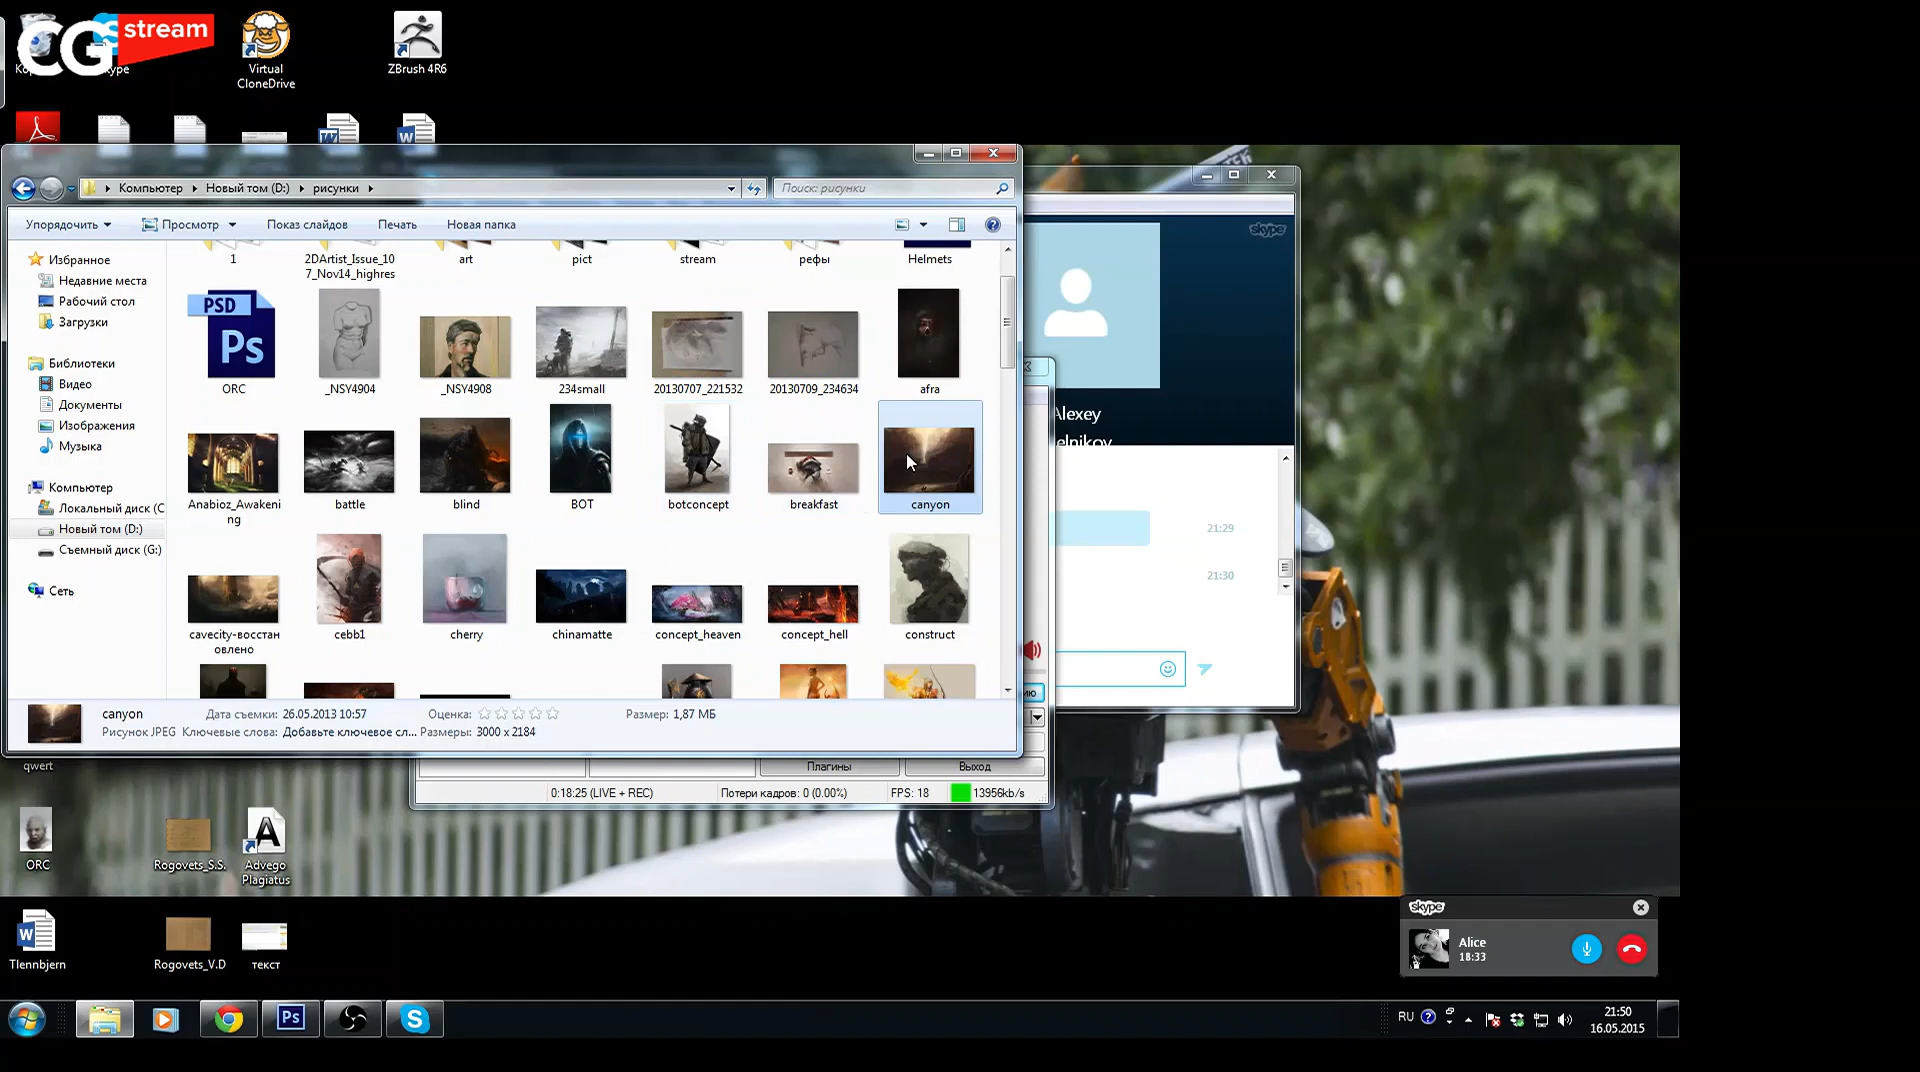 CG stream
Virtual
CloneDrive
ZBrush 4R6
Компьютер
Новый том (D:)
рисунки
Поиск: рисунки
Упорядочить
Просмотр
Показ слайдов
Печать
Новая папка
Избранное
Недавние места
Рабочий стол
Загрузки
Библиотеки
Видео
Документы
Изображения
Музыка
Компьютер
Локальный диск (C
Новый том (D:)
Съемный диск (G:)
Сеть
1
2DArtist_Issue_10
7_Nov14_highres
art
pict
stream
рефы
Helmets
PSD
Ps
ORC
_NSY4904
_NSY4908
234small
20130707_221532
20130709_234634
afra
Anabioz_Awakeni
ng
battle
blind
BOT
botconcept
breakfast
canyon
cavecity-восстан
овлено
cebb1
cherry
chinamatte
concept_heaven
concept_hell
construct
canyon
Дата съемки: 26.05.2013 10:57
Оценка:
Размер: 1,87 МБ
Рисунок JPEG
Ключевые слова: Добавьте ключевое сл...
Размеры: 3000 x 2184
skype
Alexey
21:29
21:30
Плагины
Выход
0:18:25 (LIVE + REC)
Потери кадров: 0 (0.00%)
FPS: 18
13956kb/s
qwert
ORC
Rogovets_S.S.
Advego
Plagiatus
Tlennbjern
Rogovets_V.D
текст
skype
Alice
18:33
Ps
RU
21:50
16.05.2015